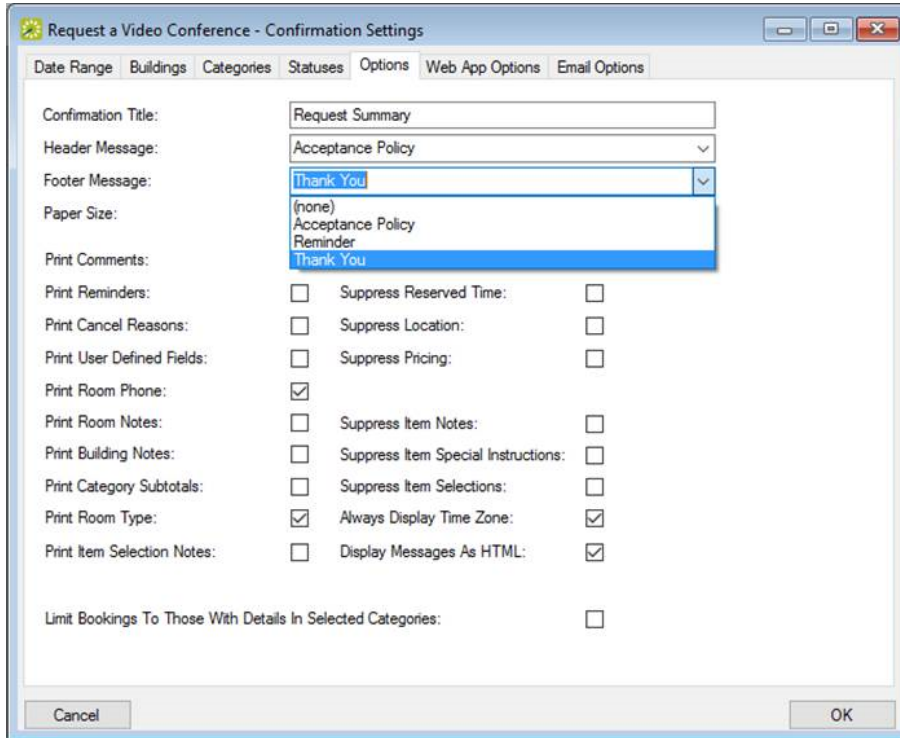 Request a Video Conference - Confirmation Settings
Date Range Buildings Categories Statuses Options Web App Options Email Options
Confirmation Title: Request Summary
Header Message: Acceptance Policy
Footer Message: Thank You
Paper Size: (none)
Acceptance Policy
Reminder
Print Comments: Thank You
Print Reminders: Suppress Reserved Time:
Print Cancel Reasons: Suppress Location:
Print User Defined Fields: Suppress Pricing:
Print Room Phone:
Print Room Notes: Suppress Item Notes:
Print Building Notes: Suppress Item Special Instructions:
Print Category Subtotals: Suppress Item Selections:
Print Room Type: Always Display Time Zone:
Print Item Selection Notes: Display Messages As HTML:
Limit Bookings To Those With Details In Selected Categories:
Cancel OK